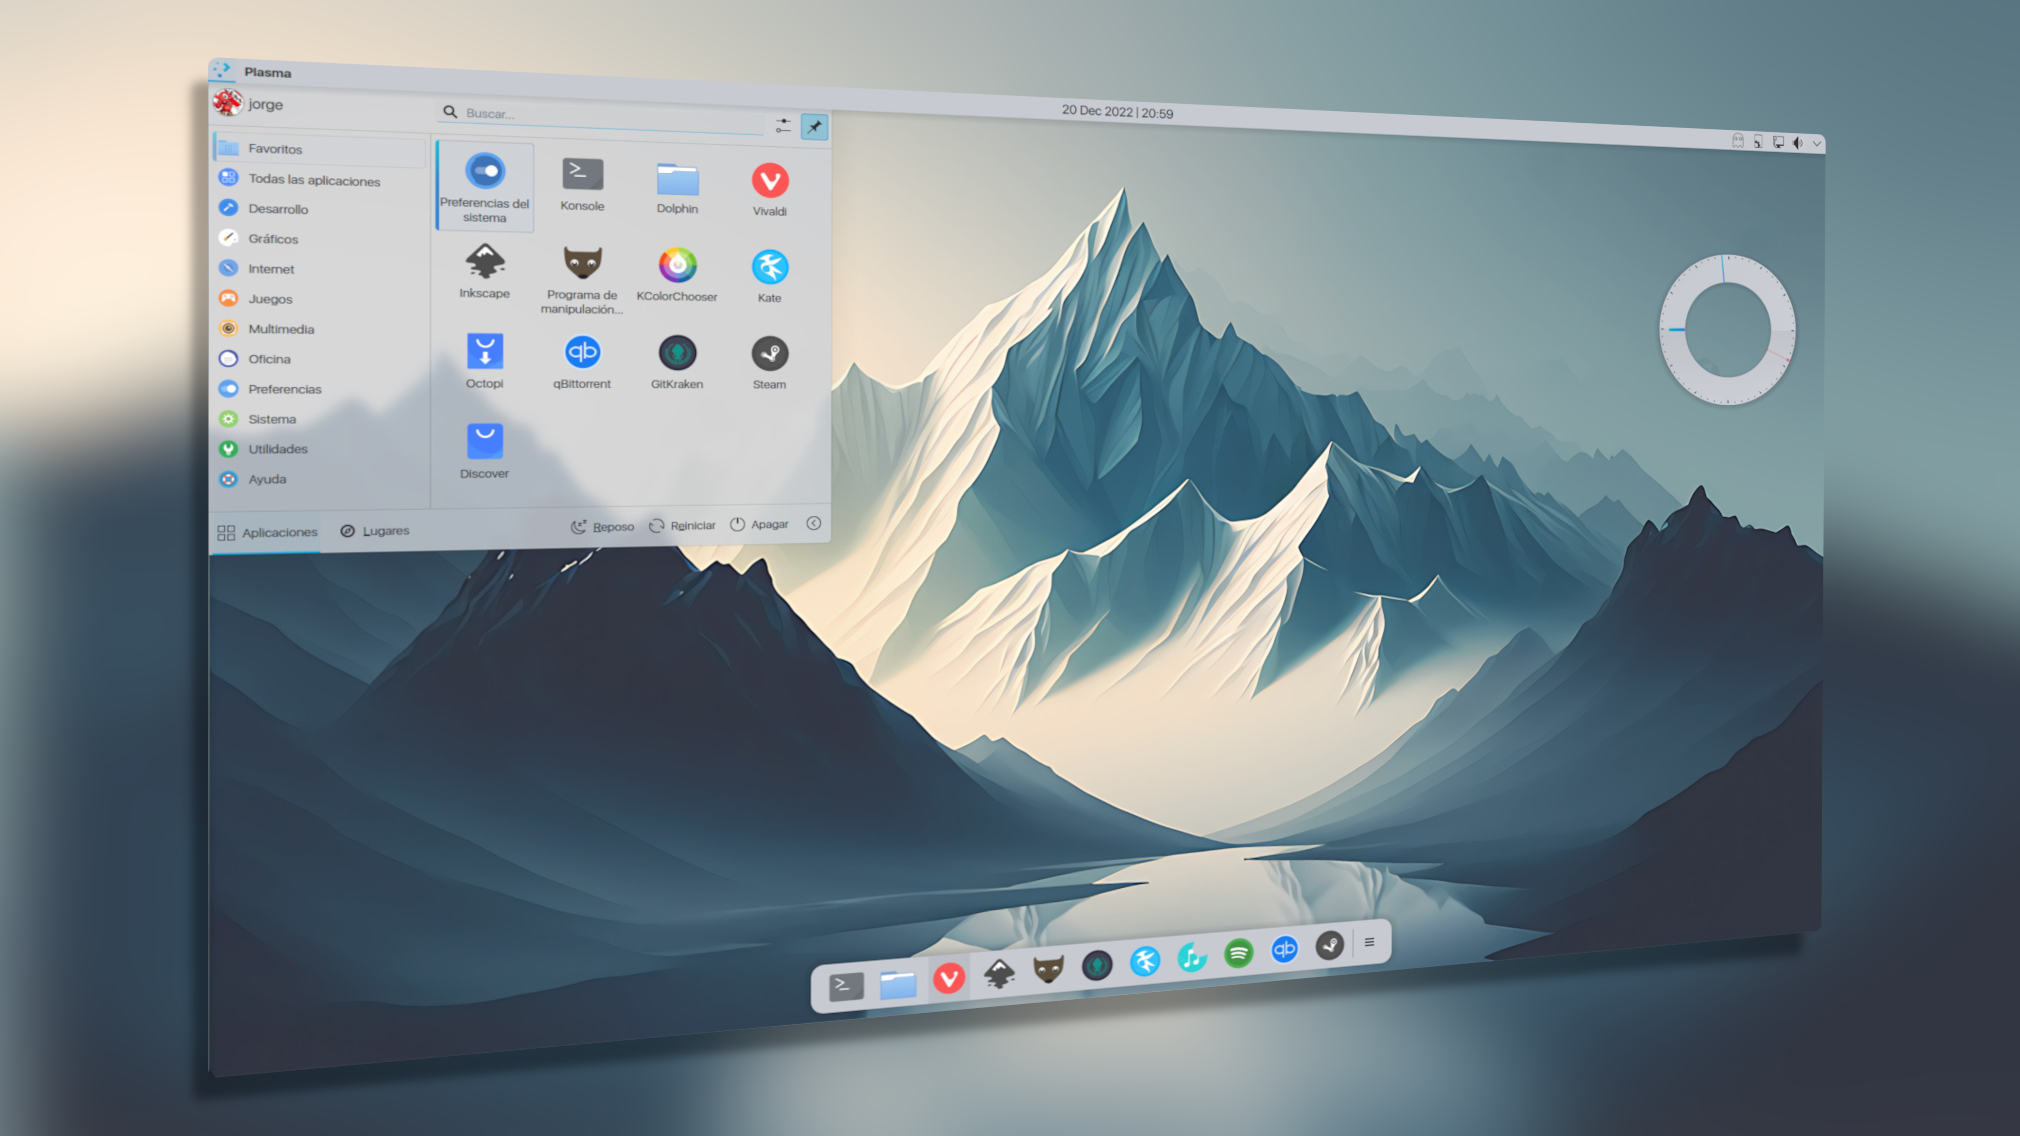 Plasma
20 Dec 2022 | 20:59
jorge
Buscar...
Favoritos
Todas las aplicaciones
Desarrollo
Gráficos
Internet
Juegos
Multimedia
Oficina
Preferencias
Sistema
Utilidades
Ayuda
Preferencias del
sistema
Konsole
Dolphin
Vivaldi
Inkscape
Programa de
manipulación...
KColorChooser
Kate
Octopi
qBittorrent
GitKraken
Steam
Discover
Aplicaciones
Lugares
Reposo
Reiniciar
Apagar